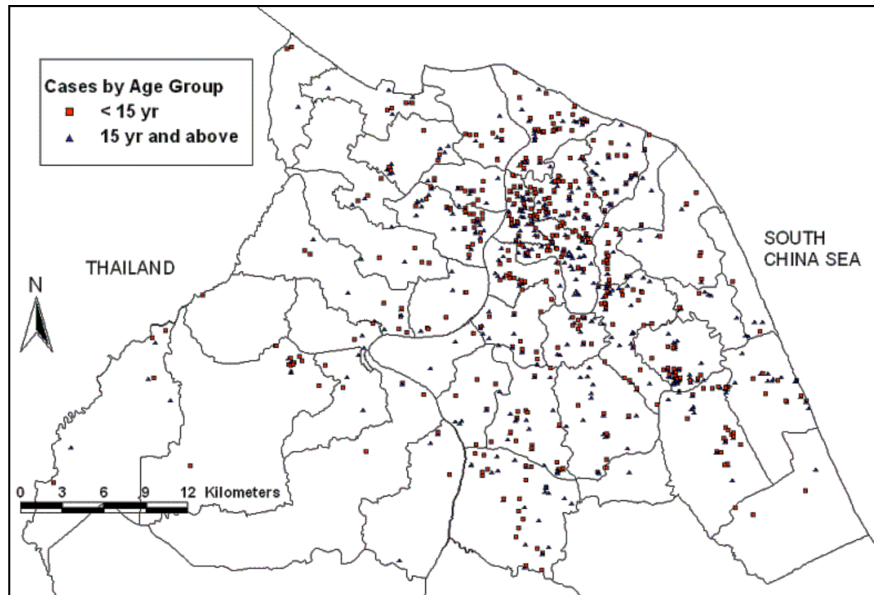 Cases by Age Group
< 15 yr
15 yr and above
THAILAND
SOUTH
CHINA SEA
N
0 3 6 9 12 Kilometers